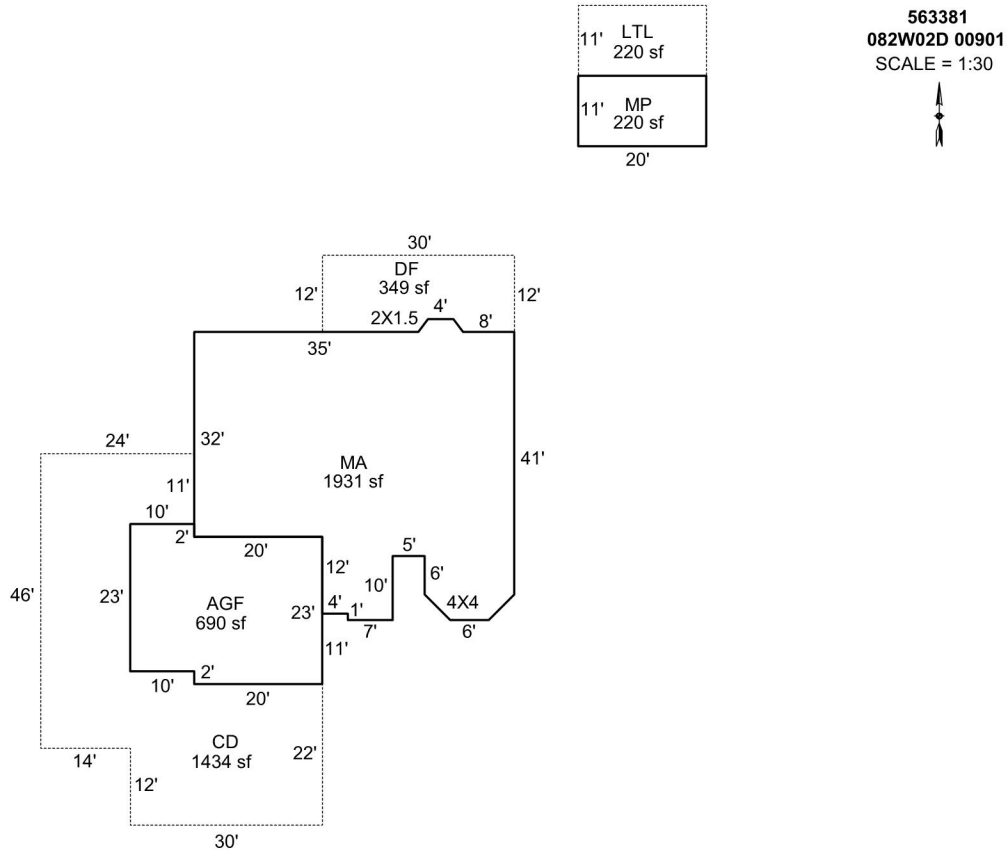 563381
082W02D 00901
SCALE = 1:30
11'
LTL
220 sf
11'
MP
220 sf
20'
30'
DF
349 sf
12'
12'
2X1.5
4'
8'
35'
24'
32'
MA
1931 sf
41'
11'
10'
2'
20'
5'
12'
10'
6'
46'
23'
AGF
690 sf
23'
4'
1'
4X4
7'
6'
11'
10'
2'
20'
CD
1434 sf
22'
14'
12'
30'